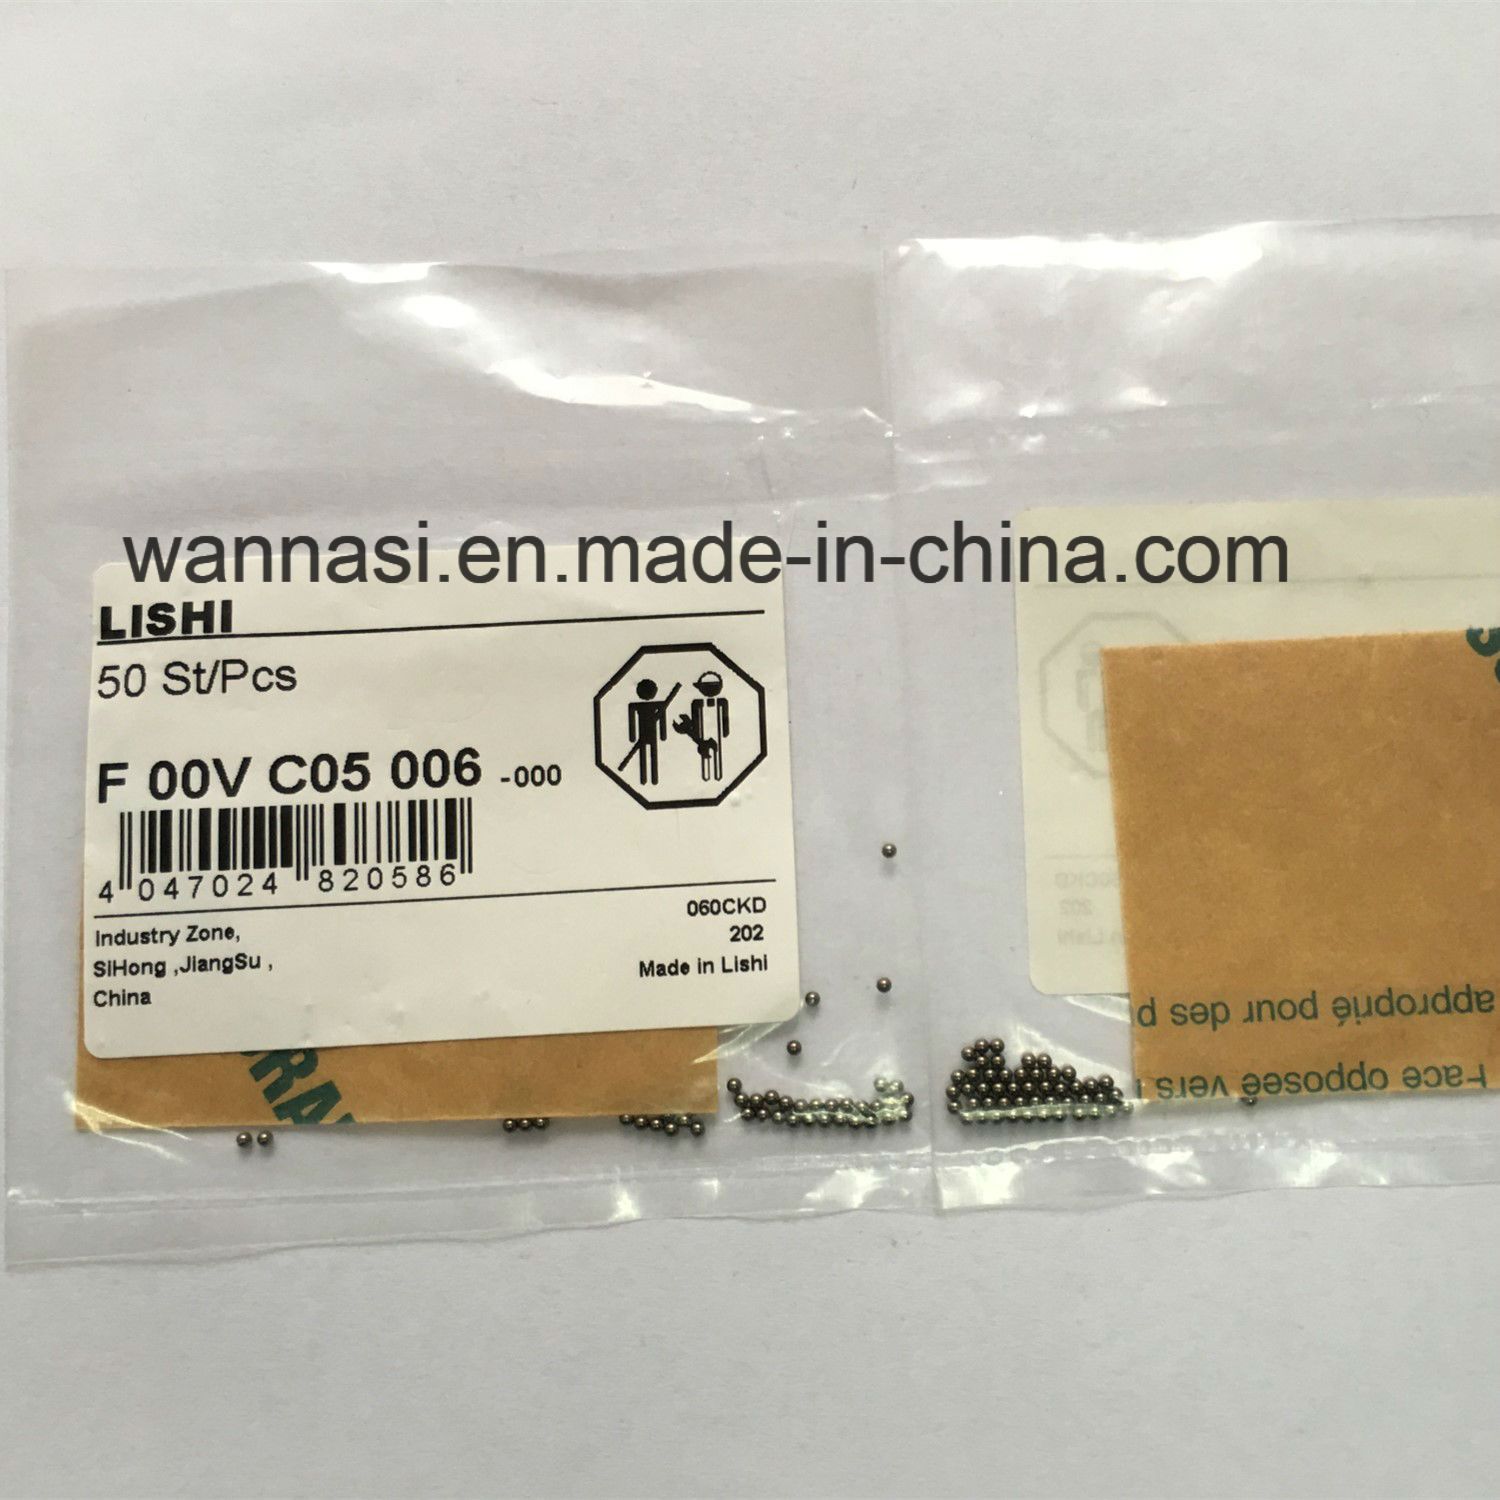 wannasi.en.made-in-china.com
LISHI
50 St/Pcs
F 00V C05 006 -000
4 047024 820586
060CKD
Industry Zone,
202
SiHong ,JiangSu ,
Made in Lishi
China
approprié pour des
Face opposée vers